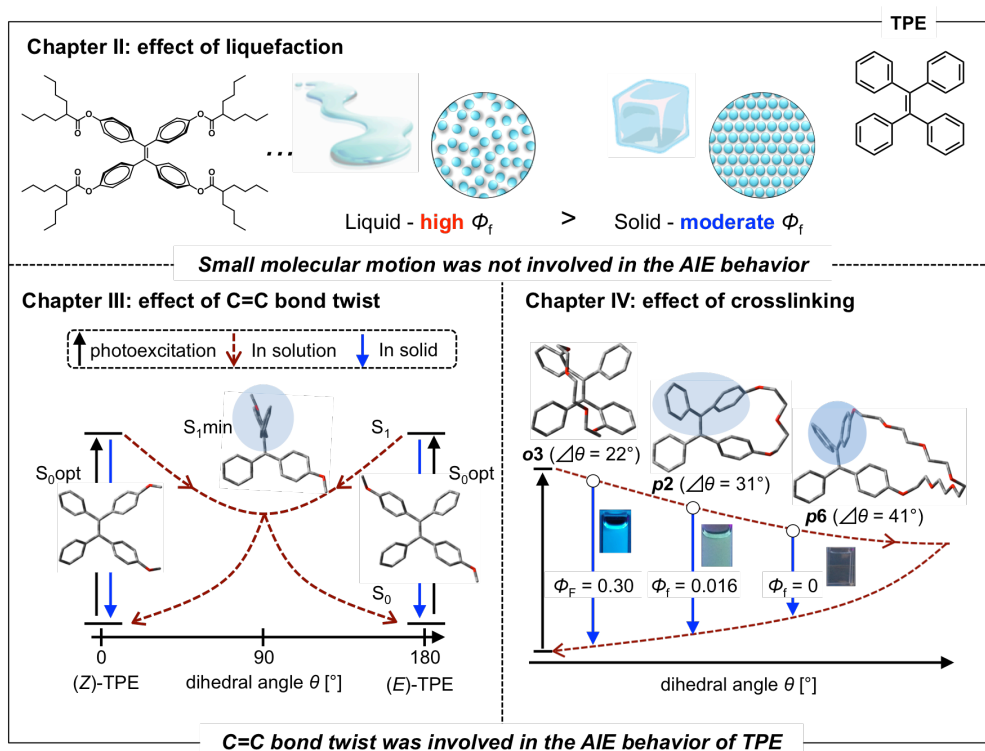 TPE
Chapter II: effect of liquefaction
O
O
O
O
O
O
O
O
...
Liquid - high Φf > Solid - moderate Φf
Small molecular motion was not involved in the AIE behavior
Chapter III: effect of C=C bond twist
photoexcitation In solution In solid
S1min
S1
S0opt
S0opt
S0
0 90 180
(Z)-TPE dihedral angle θ [°] (E)-TPE
Chapter IV: effect of crosslinking
o3 (⊿θ = 22°)
p2 (⊿θ = 31°)
p6 (⊿θ = 41°)
ΦF = 0.30 Φf = 0.016 Φf = 0
dihedral angle θ [°]
C=C bond twist was involved in the AIE behavior of TPE